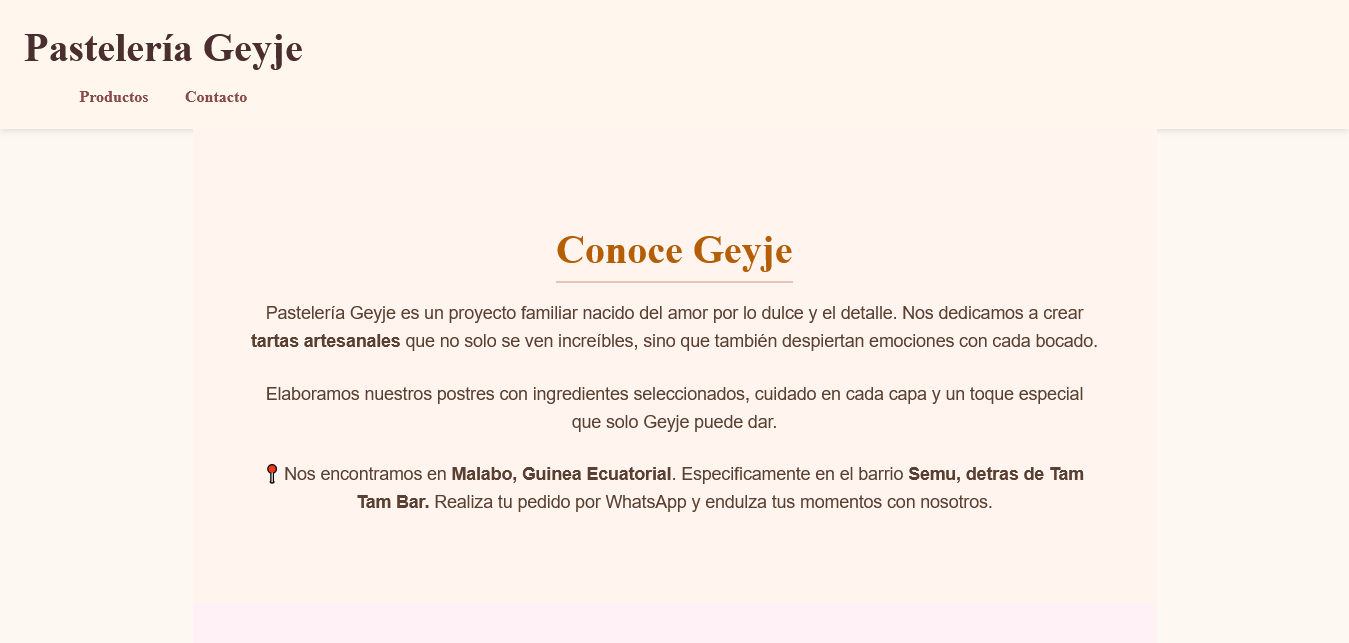 Pastelería Geyje
Productos Contacto
Conoce Geyje
Pastelería Geyje es un proyecto familiar nacido del amor por lo dulce y el detalle. Nos dedicamos a crear
tartas artesanales que no solo se ven increíbles, sino que también despiertan emociones con cada bocado.
Elaboramos nuestros postres con ingredientes seleccionados, cuidado en cada capa y un toque especial
que solo Geyje puede dar.
📍 Nos encontramos en Malabo, Guinea Ecuatorial. Especificamente en el barrio Semu, detras de Tam
Tam Bar. Realiza tu pedido por WhatsApp y endulza tus momentos con nosotros.